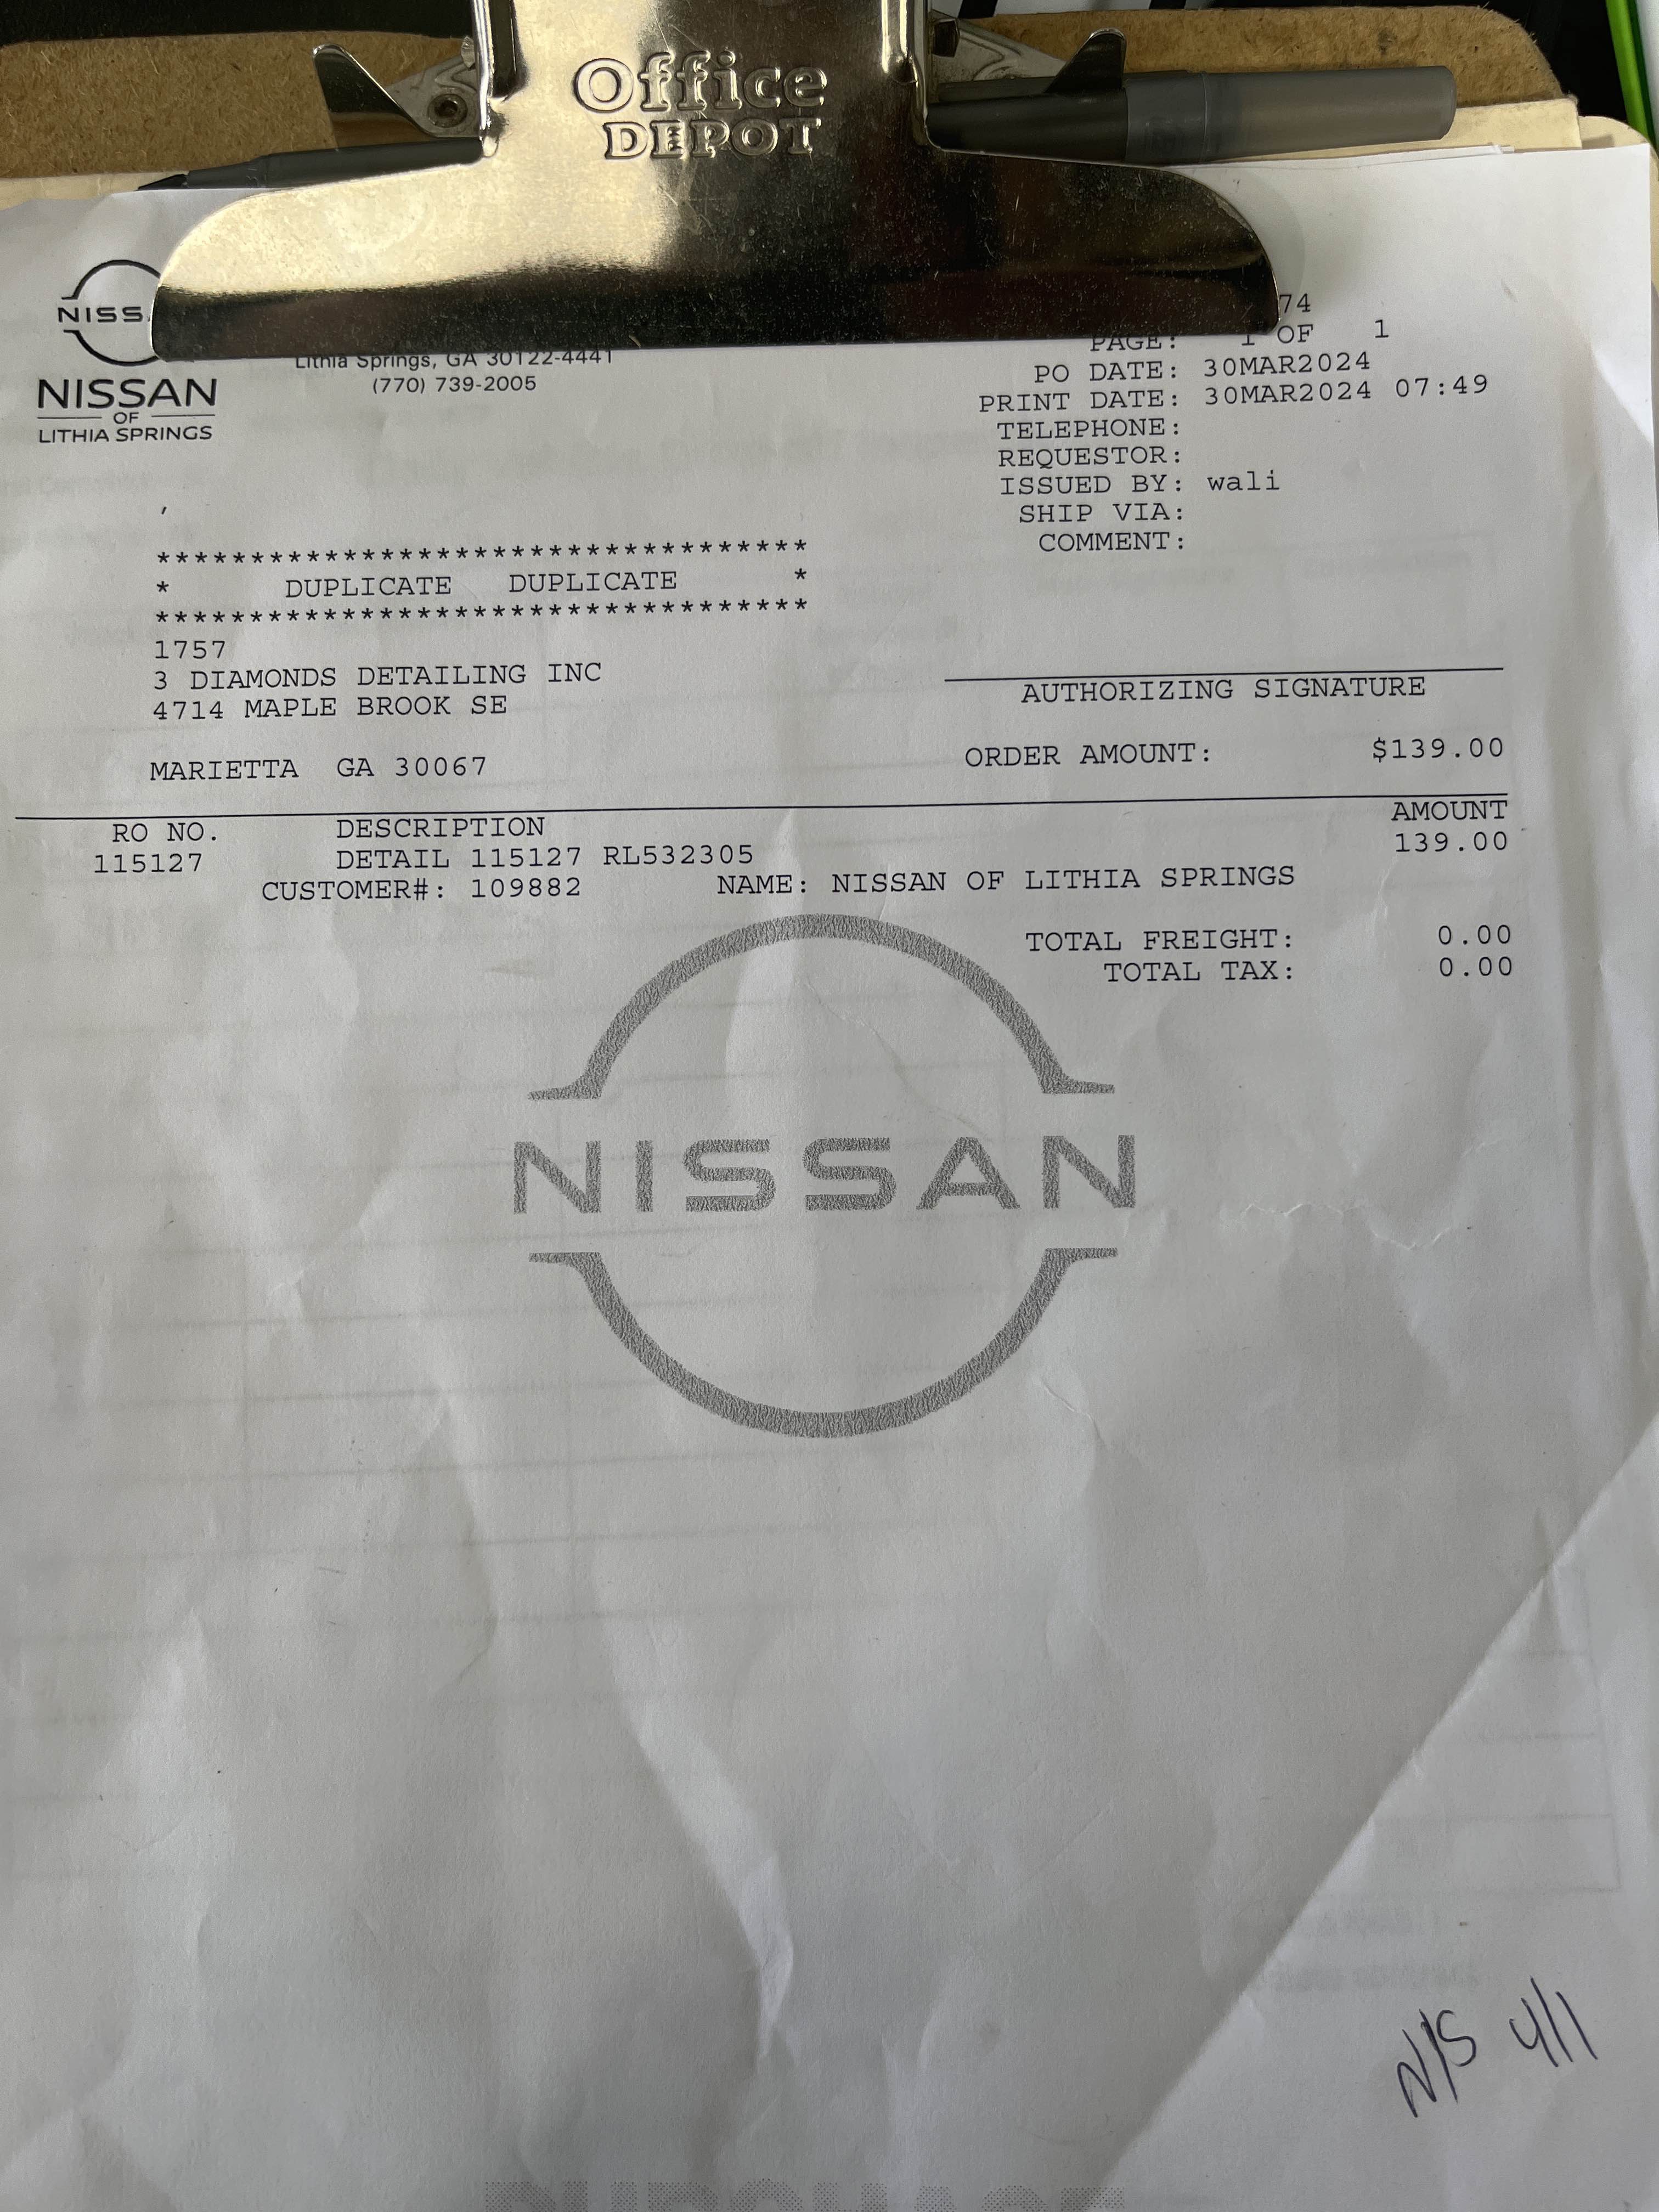 Office
DEPOT
NISS
NISSAN
OF
LITHIA SPRINGS
Lithia Springs, GA 30122-4441
(770) 739-2005
74
PAGE: 1 OF 1
PO DATE: 30MAR2024
PRINT DATE: 30MAR2024 07:49
TELEPHONE:
REQUESTOR:
ISSUED BY: wali
SHIP VIA:
COMMENT:
,
***********************************
* DUPLICATE DUPLICATE *
***********************************
1757
3 DIAMONDS DETAILING INC
4714 MAPLE BROOK SE
MARIETTA GA 30067
AUTHORIZING SIGNATURE
ORDER AMOUNT: $139.00
RO NO. DESCRIPTION AMOUNT
115127 DETAIL 115127 RL532305 139.00
CUSTOMER#: 109882 NAME: NISSAN OF LITHIA SPRINGS
TOTAL FREIGHT: 0.00
TOTAL TAX: 0.00
NISSAN
N/S 4/1
PURCHASE